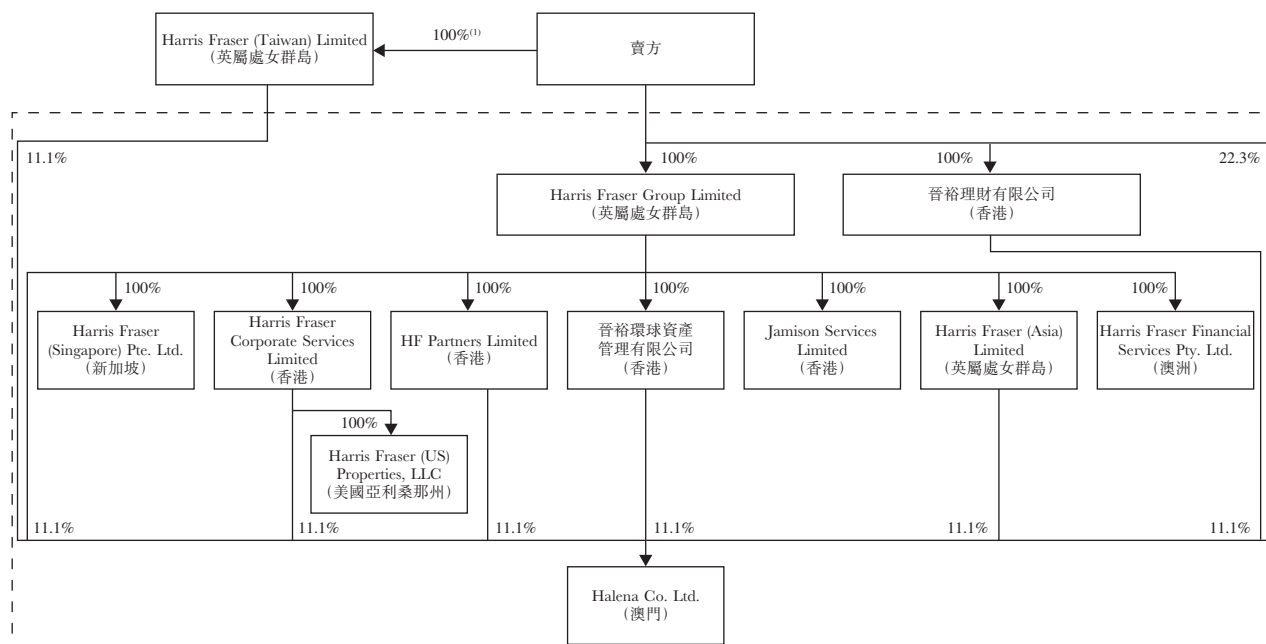 Harris Fraser (Taiwan) Limited
(英屬處女群島)
100%(1)
賣方
11.1%
100%
100%
22.3%
Harris Fraser Group Limited
(英屬處女群島)
晉裕理財有限公司
(香港)
100%
100%
100%
100%
100%
100%
100%
Harris Fraser
(Singapore) Pte. Ltd.
(新加坡)
Harris Fraser
Corporate Services
Limited
(香港)
HF Partners Limited
(香港)
晉裕環球資產
管理有限公司
(香港)
Jamison Services
Limited
(香港)
Harris Fraser (Asia)
Limited
(英屬處女群島)
Harris Fraser Financial
Services Pty. Ltd.
(澳洲)
100%
Harris Fraser (US)
Properties, LLC
(美國亞利桑那州)
11.1%
11.1%
11.1%
11.1%
11.1%
11.1%
Halena Co. Ltd.
(澳門)